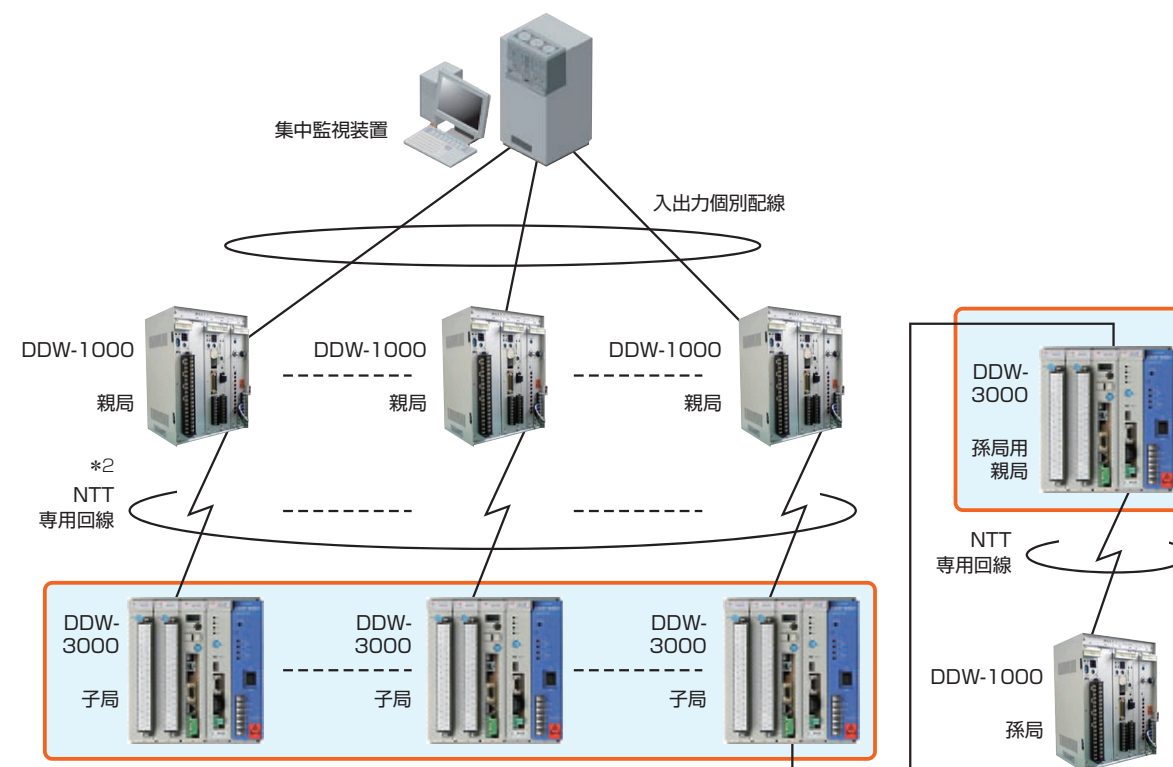 集中監視装置
入出力個別配線
DDW-1000
親局
DDW-1000
親局
DDW-1000
親局
*2
NTT
専用回線
DDW-
3000
子局
DDW-
3000
子局
DDW-
3000
子局
DDW-
3000
孫局用
親局
NTT
専用回線
DDW-1000
孫局